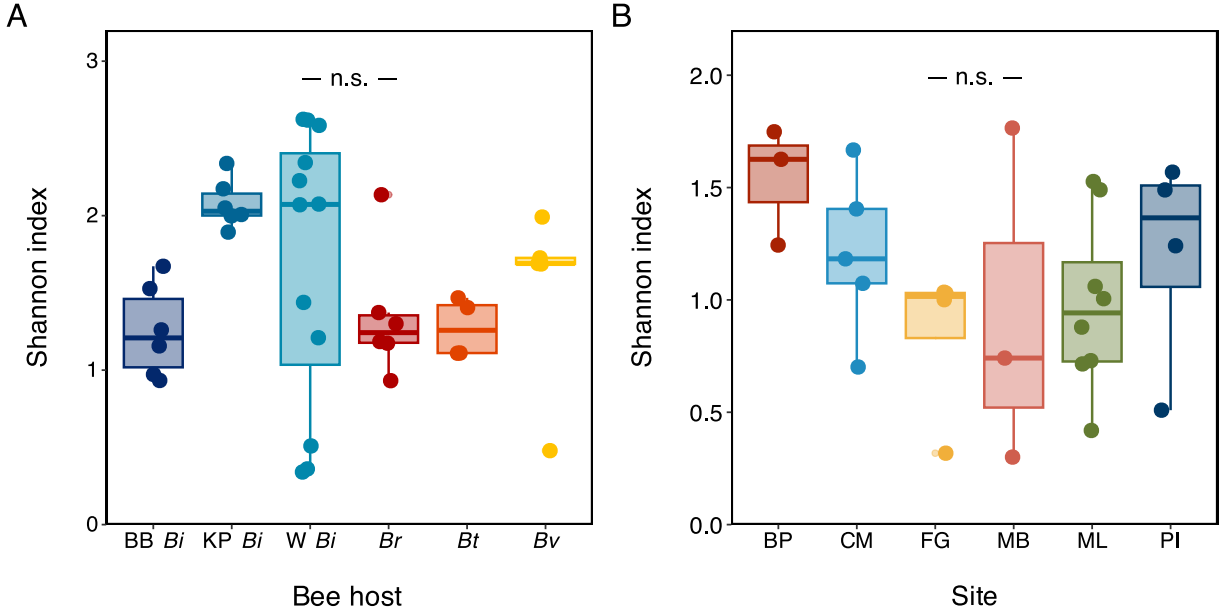 A
Shannon index
3
2
1
0
n.s.
BB Bi KP Bi W Bi Br Bt Bv
Bee host
B
Shannon index
2.0
1.5
1.0
0.5
0.0
n.s.
BP CM FG MB ML PI
Site